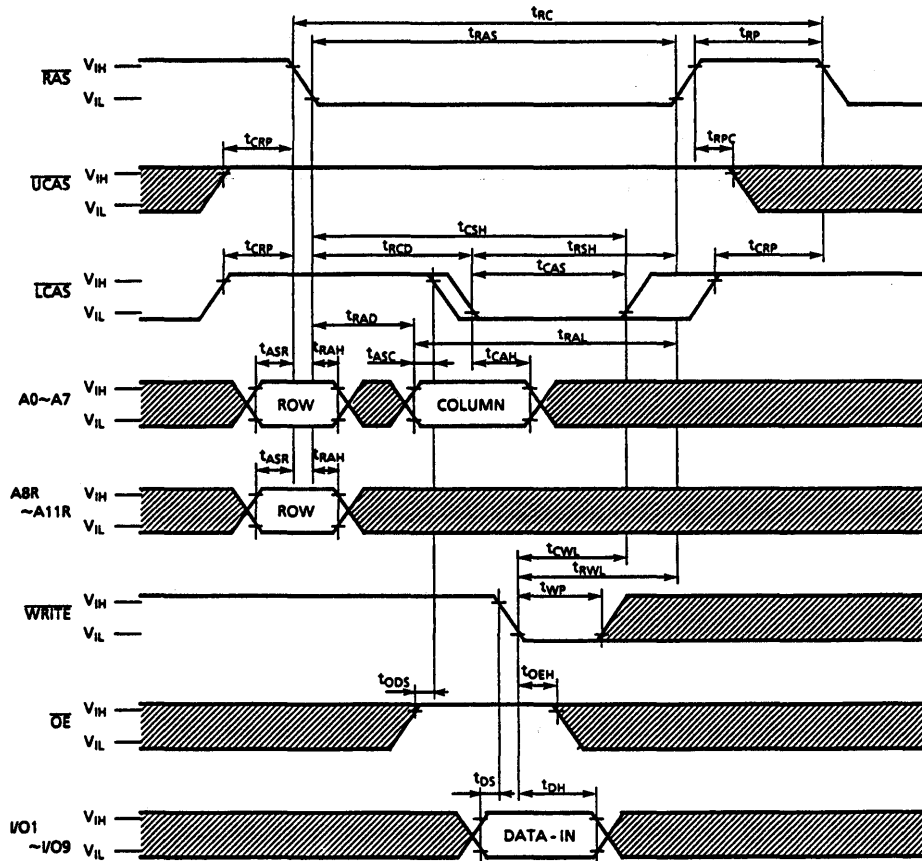 tRC
tRAS tRP
RAS VIH
VIL
tCRP tRPC
UCAS VIH
VIL
tCSH
tCRP tRCD tRSH tCRP
tCAS
LCAS VIH
VIL
tRAD tRAL
tASR tRAH tASC tCAH
A0~A7 VIH
VIL
ROW COLUMN
tASR tRAH
A8R
~A11R
VIH
VIL
ROW
tCWL
tRWL
tWP
WRITE VIH
VIL
tODS tOEH
OE VIH
VIL
tDS tDH
I/O1
~I/O9
VIH
VIL
DATA-IN